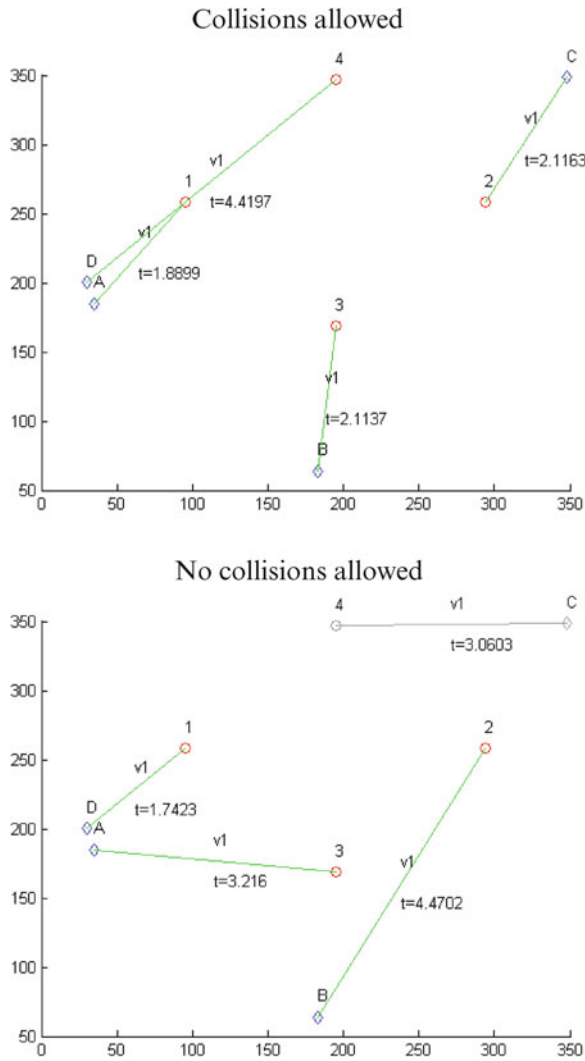 Collisions allowed
4
C
350
v1
v1
300
t=2.1163
1
2
t=4.4197
250
v1
D
A
200
t=1.8899
3
150
v1
100
t=2.1137
B
50
0 50 100 150 200 250 300 350
No collisions allowed
4
v1
C
350
t=3.0603
300
1
2
250
v1
D
t=1.7423
200
A
v1
3
v1
150
t=3.216
t=4.4702
100
B
50
0 50 100 150 200 250 300 350